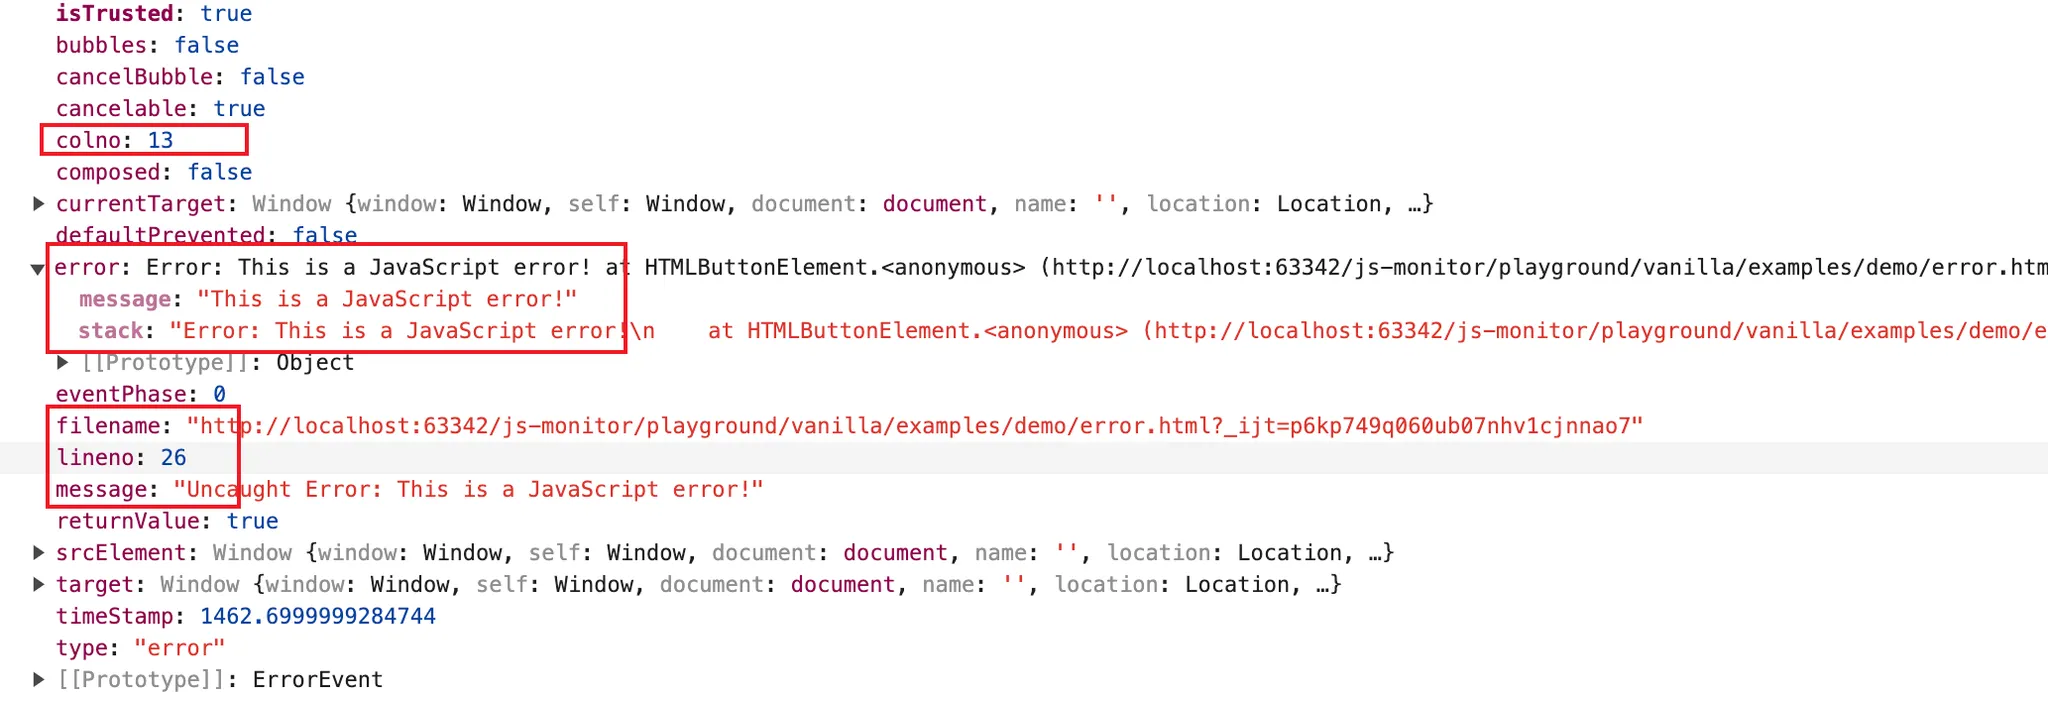 isTrusted: true
bubbles: false
cancelBubble: false
cancelable: true
colno: 13
composed: false
currentTarget: Window {window: Window, self: Window, document: document, name: '', location: Location, …}
defaultPrevented: false
error: Error: This is a JavaScript error! at HTMLButtonElement.<anonymous> (http://localhost:63342/js-monitor/playground/vanilla/examples/demo/error.htm
message: "This is a JavaScript error!"
stack: "Error: This is a JavaScript error!\n    at HTMLButtonElement.<anonymous> (http://localhost:63342/js-monitor/playground/vanilla/examples/demo/e
[[Prototype]]: Object
eventPhase: 0
filename: "http://localhost:63342/js-monitor/playground/vanilla/examples/demo/error.html?_ijt=p6kp749q060ub07nhv1cjnnao7"
lineno: 26
message: "Uncaught Error: This is a JavaScript error!"
returnValue: true
srcElement: Window {window: Window, self: Window, document: document, name: '', location: Location, …}
target: Window {window: Window, self: Window, document: document, name: '', location: Location, …}
timeStamp: 1462.6999999284744
type: "error"
[[Prototype]]: ErrorEvent